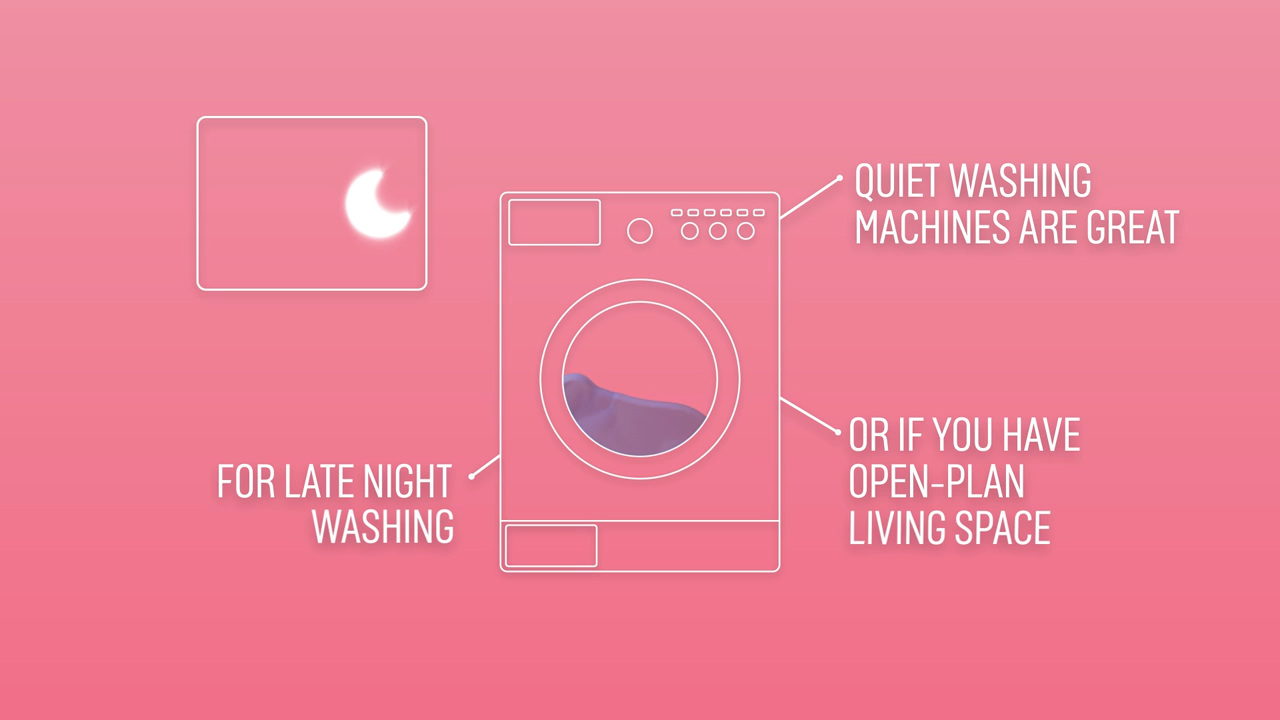 QUIET WASHING
MACHINES ARE GREAT
FOR LATE NIGHT
WASHING
OR IF YOU HAVE
OPEN-PLAN
LIVING SPACE